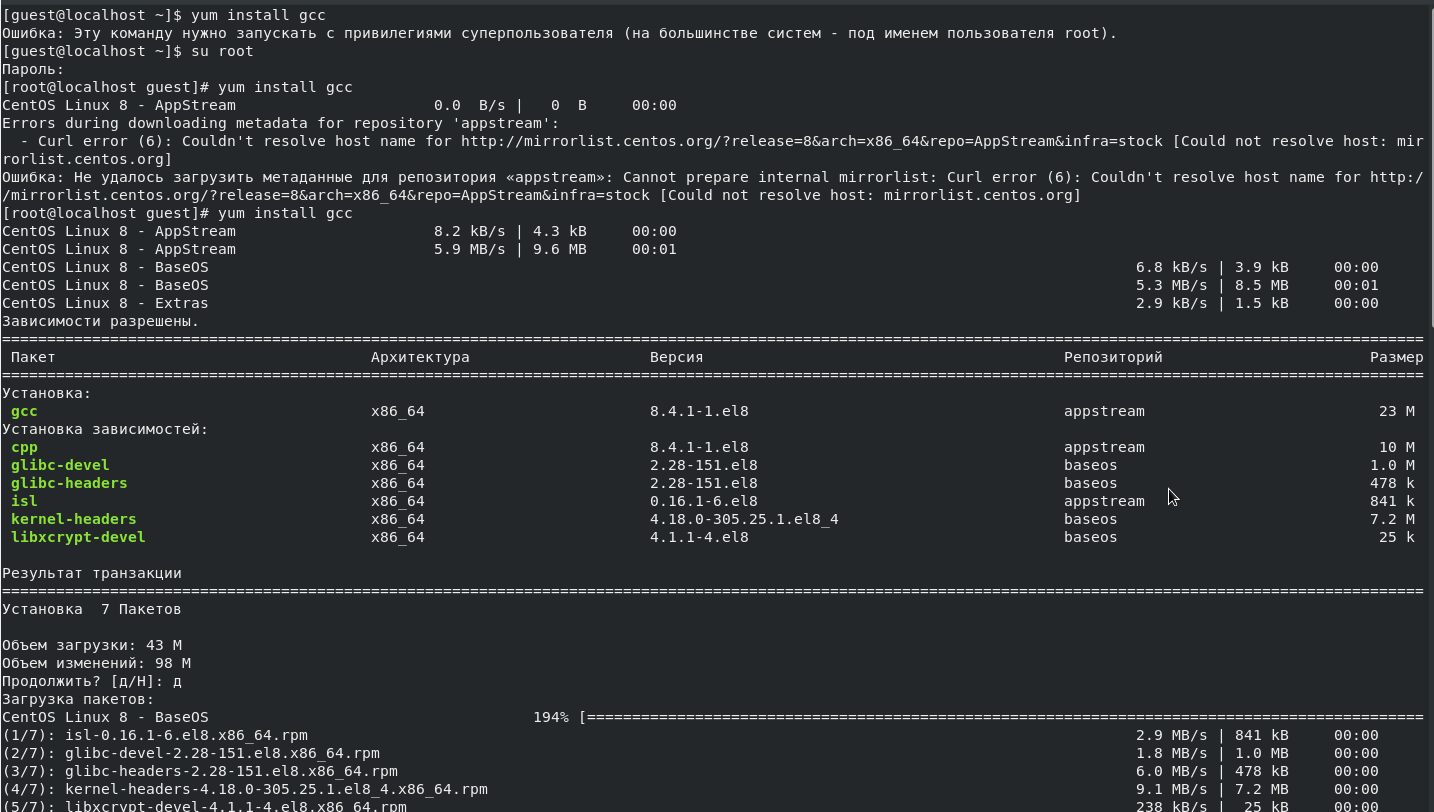 [guest@localhost ~]$ yum install gcc
Ошибка: Эту команду нужно запускать с привилегиями суперпользователя (на большинстве систем - под именем пользователя root).
[guest@localhost ~]$ su root
Пароль:
[root@localhost guest]# yum install gcc
CentOS Linux 8 - AppStream                      0.0  B/s |   0  B     00:00
Errors during downloading metadata for repository 'appstream':
  - Curl error (6): Couldn't resolve host name for http://mirrorlist.centos.org/?release=8&arch=x86_64&repo=AppStream&infra=stock [Could not resolve host: mir
rorlist.centos.org]
Ошибка: Не удалось загрузить метаданные для репозитория «appstream»: Cannot prepare internal mirrorlist: Curl error (6): Couldn't resolve host name for http:/
/mirrorlist.centos.org/?release=8&arch=x86_64&repo=AppStream&infra=stock [Could not resolve host: mirrorlist.centos.org]
[root@localhost guest]# yum install gcc
CentOS Linux 8 - AppStream                      8.2 kB/s | 4.3 kB     00:00
CentOS Linux 8 - AppStream                      5.9 MB/s | 9.6 MB     00:01
CentOS Linux 8 - BaseOS                         6.8 kB/s | 3.9 kB     00:00
CentOS Linux 8 - BaseOS                         5.3 MB/s | 8.5 MB     00:01
CentOS Linux 8 - Extras                         2.9 kB/s | 1.5 kB     00:00
Зависимости разрешены.
================================================================================
 Пакет     Архитектура     Версия     Репозиторий     Размер
================================================================================
Установка:
 gcc     x86_64     8.4.1-1.el8     appstream     23 M
Установка зависимостей:
 cpp     x86_64     8.4.1-1.el8     appstream     10 M
 glibc-devel     x86_64     2.28-151.el8     baseos     1.0 M
 glibc-headers     x86_64     2.28-151.el8     baseos     478 k
 isl     x86_64     0.16.1-6.el8     appstream     841 k
 kernel-headers     x86_64     4.18.0-305.25.1.el8_4     baseos     7.2 M
 libxcrypt-devel     x86_64     4.1.1-4.el8     baseos     25 k
Результат транзакции
================================================================================
Установка  7 Пакетов
Объем загрузки: 43 M
Объем изменений: 98 M
Продолжить? [д/Н]: д
Загрузка пакетов:
CentOS Linux 8 - BaseOS     194% [================================================================================
(1/7): isl-0.16.1-6.el8.x86_64.rpm     2.9 MB/s | 841 kB     00:00
(2/7): glibc-devel-2.28-151.el8.x86_64.rpm     1.8 MB/s | 1.0 MB     00:00
(3/7): glibc-headers-2.28-151.el8.x86_64.rpm     6.0 MB/s | 478 kB     00:00
(4/7): kernel-headers-4.18.0-305.25.1.el8_4.x86_64.rpm     9.1 MB/s | 7.2 MB     00:00
(5/7): libxcrypt-devel-4.1.1-4.el8.x86_64.rpm     238 kB/s |  25 kB     00:00